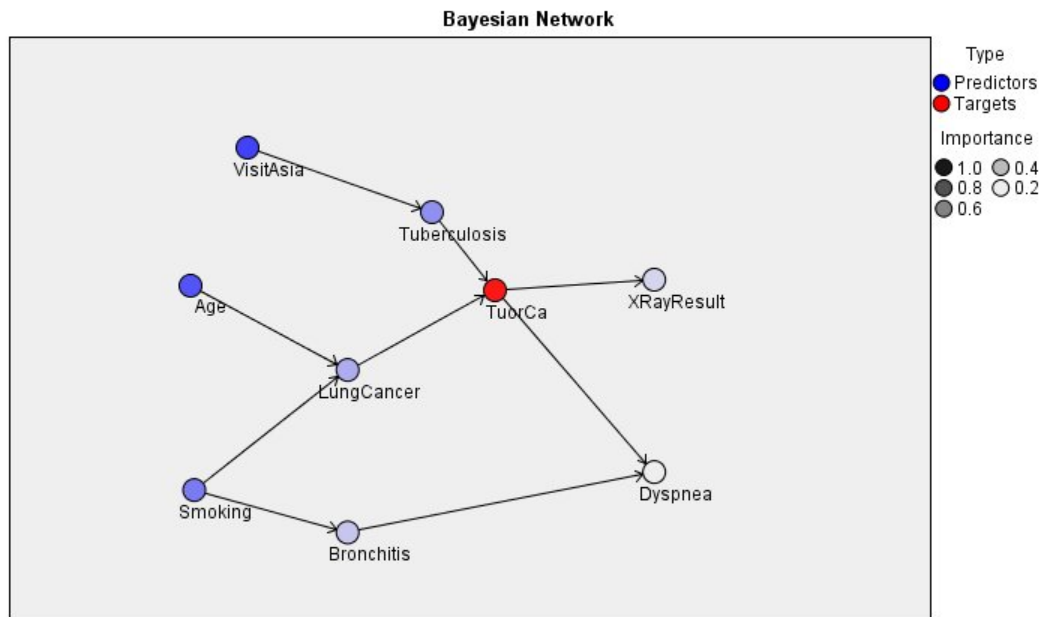 Bayesian Network
VisitAsia
Tuberculosis
Age
TuorCa
XRayResult
LungCancer
Smoking
Bronchitis
Dyspnea
Type
Predictors
Targets
Importance
1.0 0.4
0.8 0.2
0.6